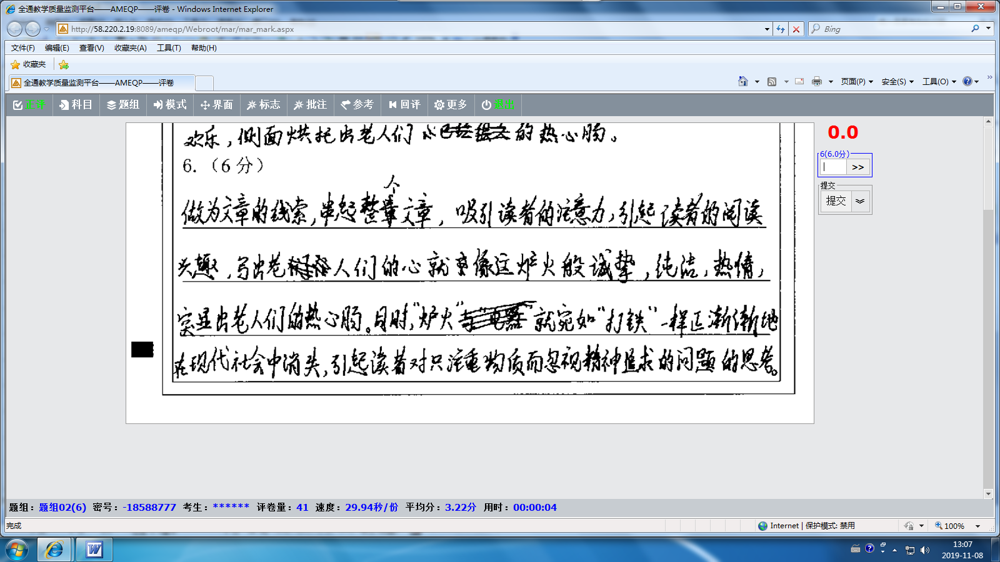 全通教学质量监测平台——AMEQP——评卷 - Windows Internet Explorer
http://58.220.2.19:8089/ameqp/Webroot/mar/mar_mark.aspx
Bing
文件(F) 编辑(E) 查看(V) 收藏夹(A) 工具(T) 帮助(H)
收藏夹
全通教学质量监测平台——AMEQP——评卷
页面(P) 安全(S) 工具(O)
正评 科目 题组 模式 界面 标志 批注 参考 回评 更多 退出
欢乐，侧面烘托出老人们的热心肠。
0.0
6(6.0分)
>>
6.（6分）
提交
提交
个
做为文章的线索，串起整文章，吸引读者的注意力，引起读者的阅读
兴趣，写出老人们的心就像这炉火般诚挚，纯洁，热情，
突显出老人们的热心肠。同时，“炉火”就宛如“打铁”一样正渐渐地
在现代社会中消失，引起读者对只注重物质而忽视精神追求的问题的思考。
题组：题组02(6) 密号：-18588777 考生：****** 评卷量：41 速度：29.94秒/份 平均分：3.22分 用时：00:00:04
完成
Internet | 保护模式: 禁用
100%
13:07
2019-11-08